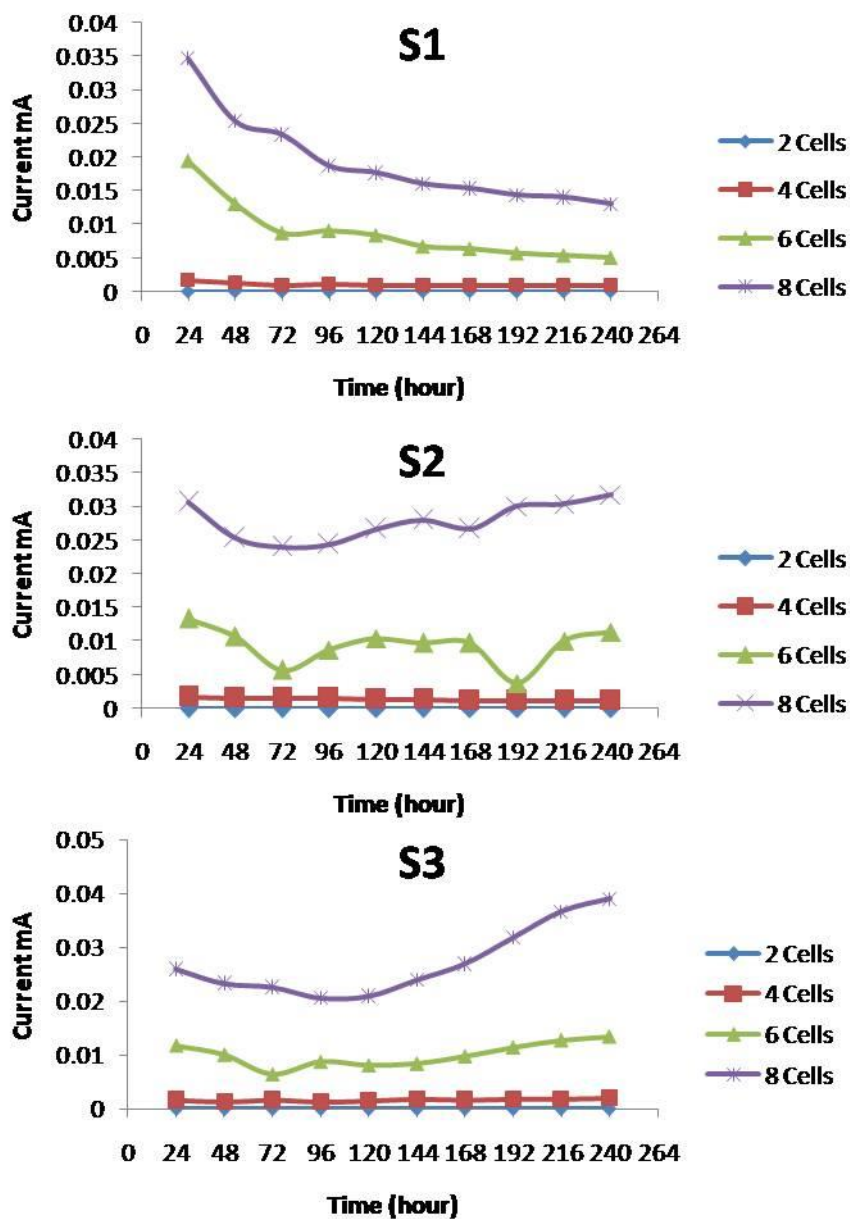 S1
Current mA
0.04
0.035
0.03
0.025
0.02
0.015
0.01
0.005
0
0 24 48 72 96 120 144 168 192 216 240 264
Time (hour)
2 Cells
4 Cells
6 Cells
8 Cells
S2
Current mA
0.04
0.035
0.03
0.025
0.02
0.015
0.01
0.005
0
0 24 48 72 96 120 144 168 192 216 240 264
Time (hour)
2 Cells
4 Cells
6 Cells
8 Cells
S3
Current mA
0.05
0.04
0.03
0.02
0.01
0
0 24 48 72 96 120 144 168 192 216 240 264
Time (hour)
2 Cells
4 Cells
6 Cells
8 Cells